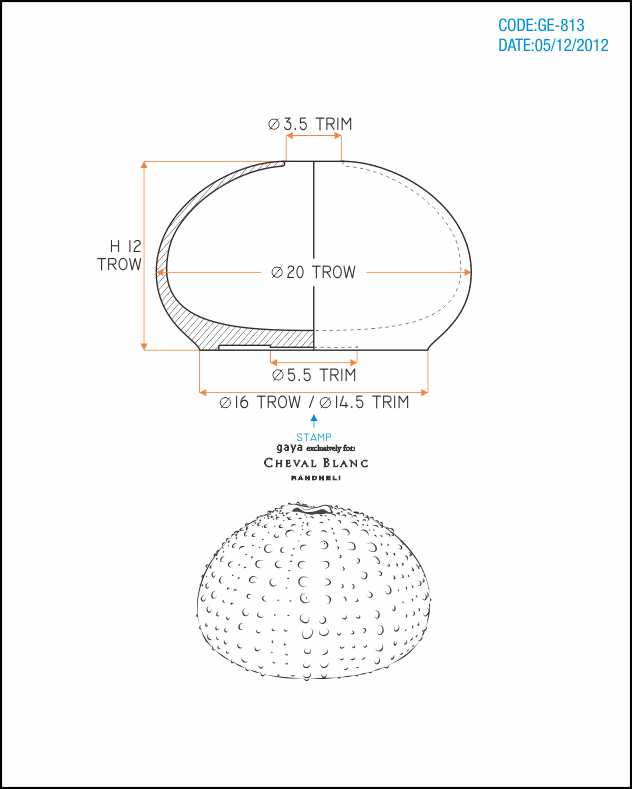 CODE:GE-813
DATE:05/12/2012
Ø3.5 TRIM
H 12
TROW
Ø20 TROW
Ø5.5 TRIM
Ø16 TROW / Ø14.5 TRIM
STAMP
gaya exclusively for:
CHEVAL BLANC
RANDHELI